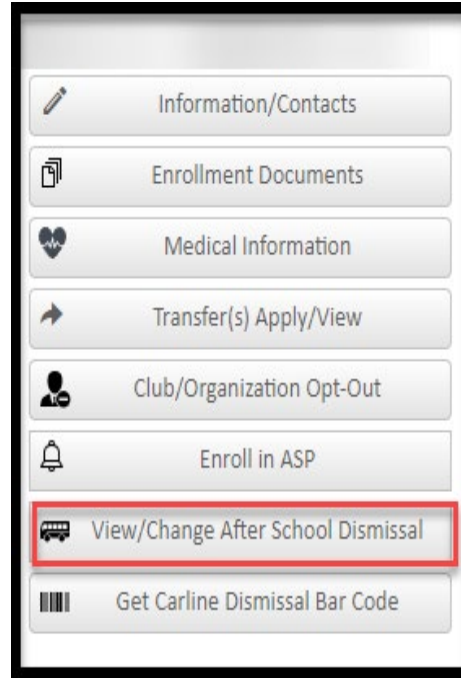 Information/Contacts
Enrollment Documents
Medical Information
Transfer(s) Apply/View
Club/Organization Opt-Out
Enroll in ASP
View/Change After School Dismissal
Get Carline Dismissal Bar Code